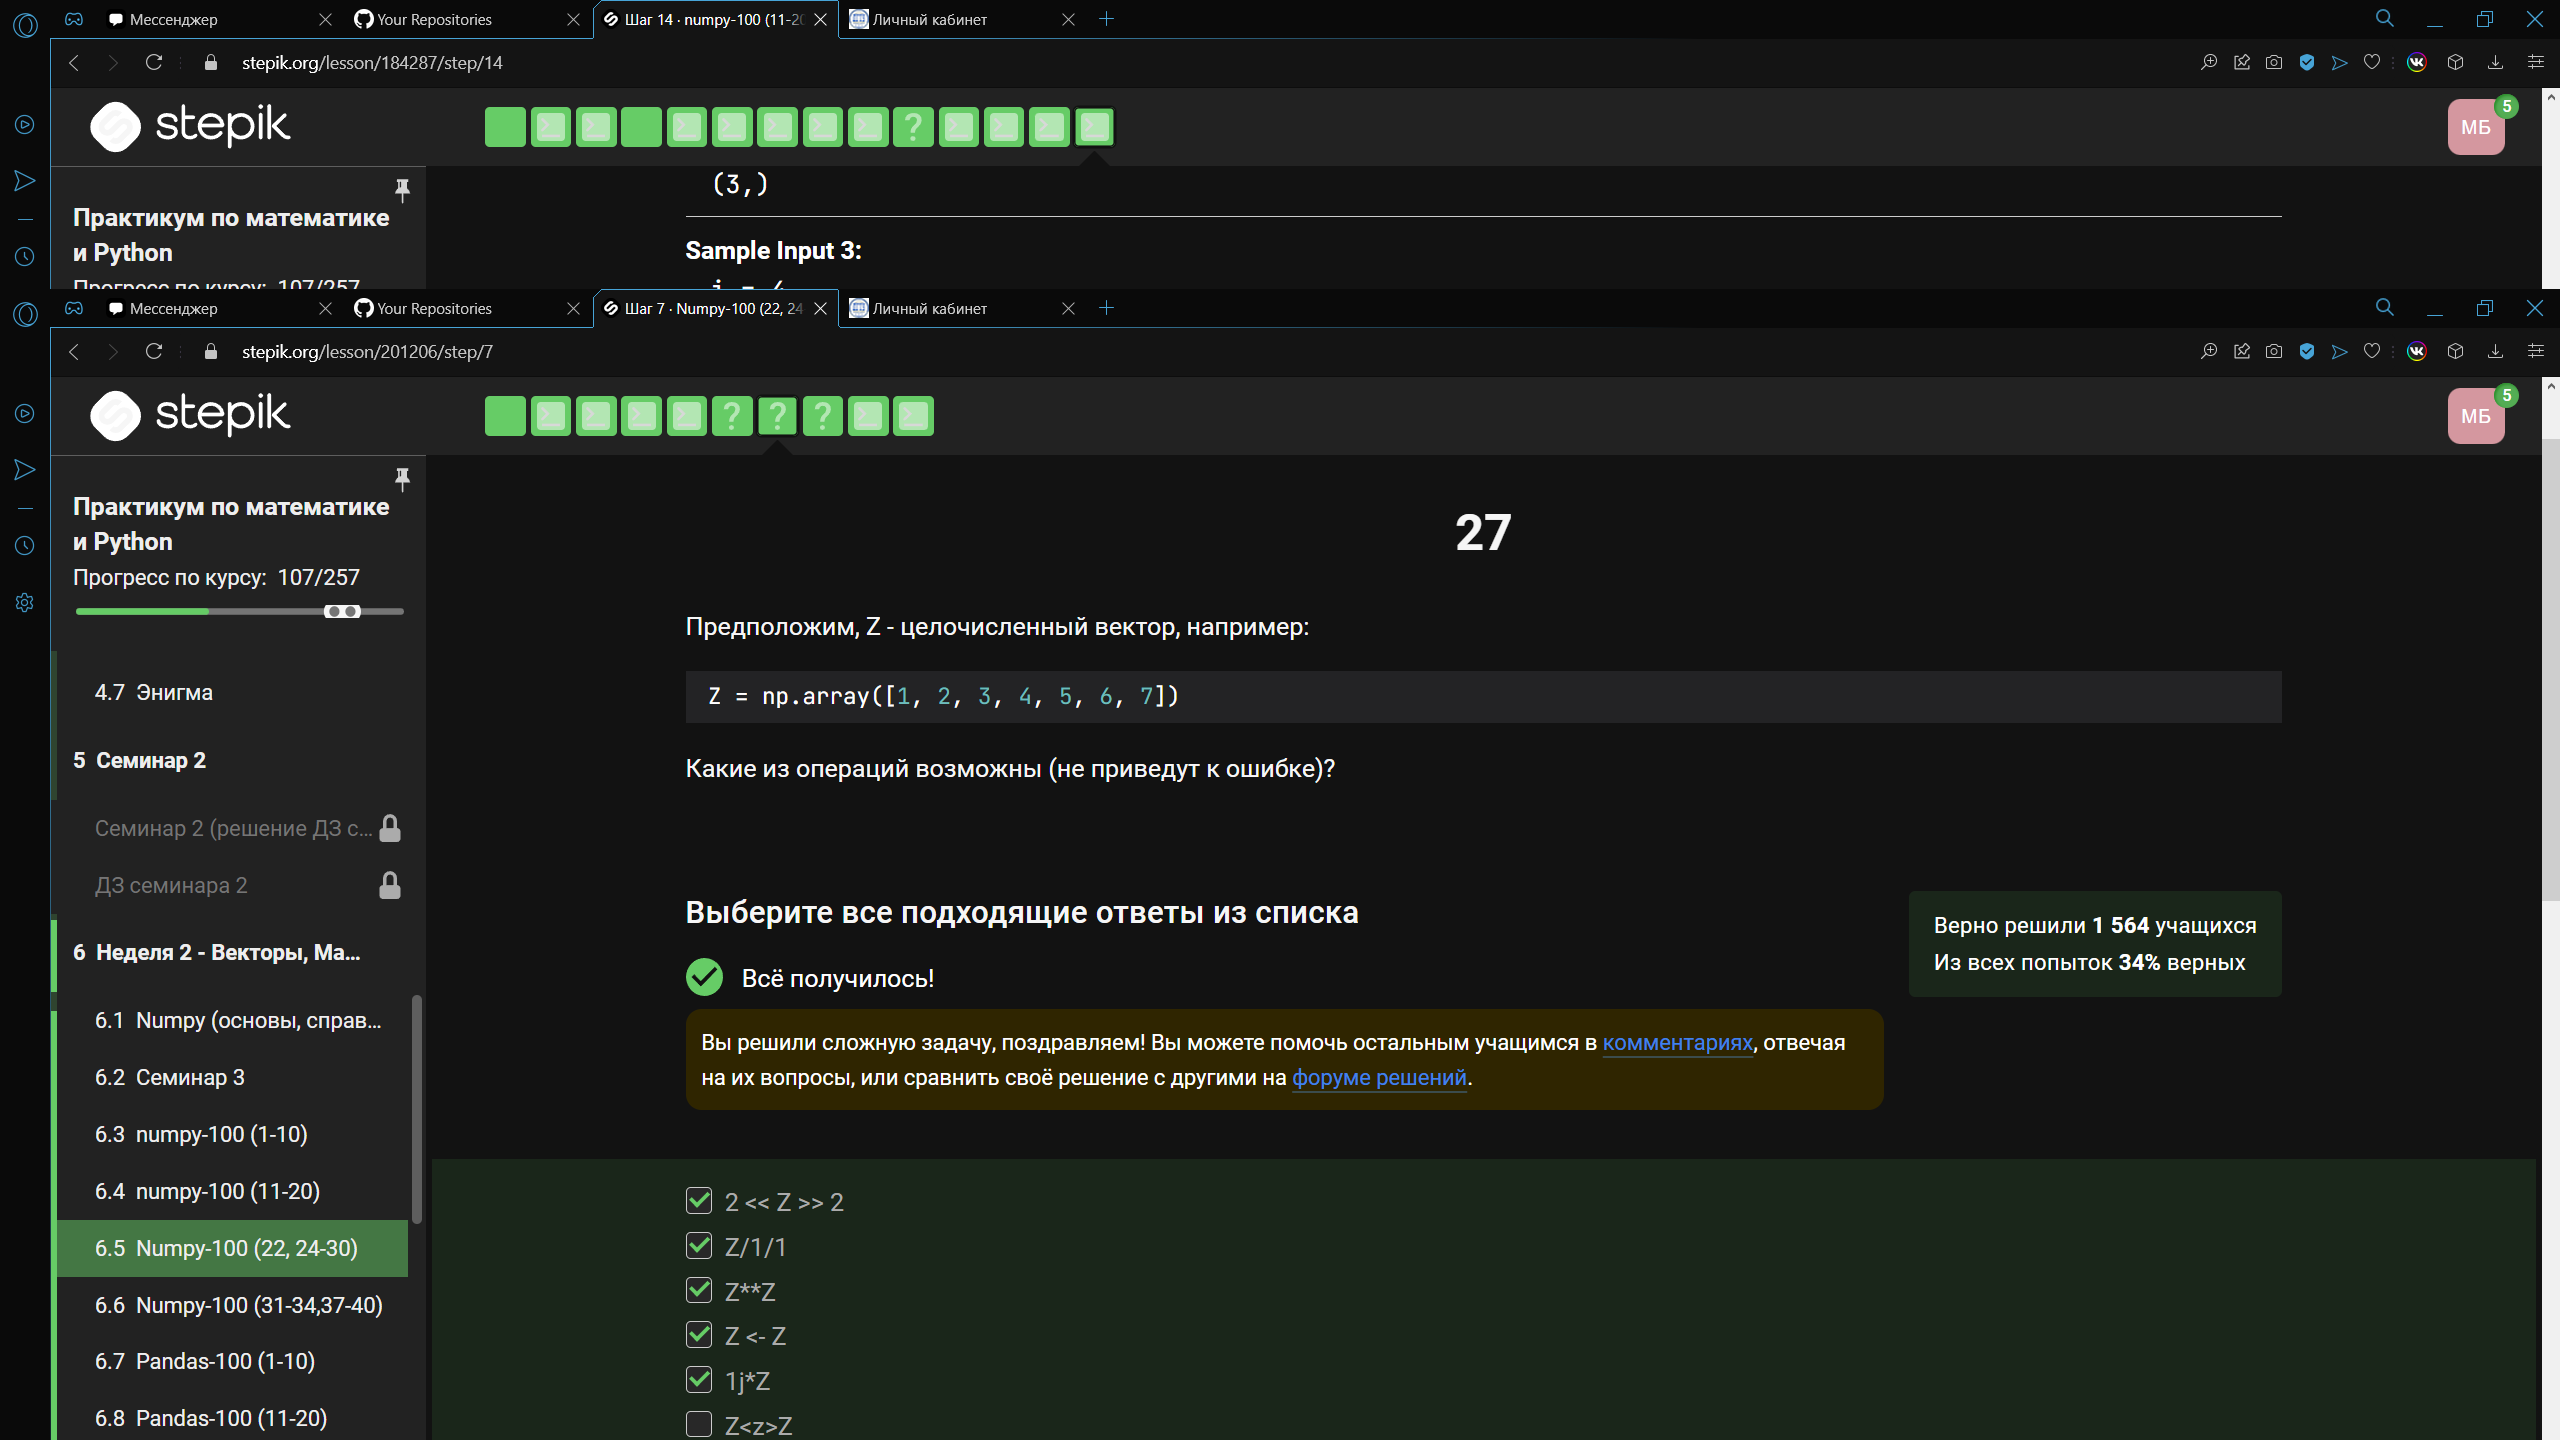 Мессенджер
Your Repositories
Шаг 14 · numpy-100 (11-20
Личный кабинет
stepik.org/lesson/184287/step/14
stepik
?
МБ
5
Практикум по математике
и Python
Прогресс по курсу: 107/257
(3,)
Sample Input 3:
i = 4
Мессенджер
Your Repositories
Шаг 7 · Numpy-100 (22, 24
Личный кабинет
stepik.org/lesson/201206/step/7
stepik
? ? ?
МБ
5
Практикум по математике
и Python
Прогресс по курсу: 107/257
4.7 Энигма
5 Семинар 2
Семинар 2 (решение ДЗ с...
ДЗ семинара 2
6 Неделя 2 - Векторы, Ма...
6.1 Numpy (основы, справ...
6.2 Семинар 3
6.3 numpy-100 (1-10)
6.4 numpy-100 (11-20)
6.5 Numpy-100 (22, 24-30)
6.6 Numpy-100 (31-34,37-40)
6.7 Pandas-100 (1-10)
6.8 Pandas-100 (11-20)
27
Предположим, Z - целочисленный вектор, например:
Z = np.array([1, 2, 3, 4, 5, 6, 7])
Какие из операций возможны (не приведут к ошибке)?
Выберите все подходящие ответы из списка
Верно решили 1 564 учащихся
Из всех попыток 34% верных
Всё получилось!
Вы решили сложную задачу, поздравляем! Вы можете помочь остальным учащимся в комментариях, отвечая
на их вопросы, или сравнить своё решение с другими на форуме решений.
2 << Z >> 2
Z/1/1
Z**Z
Z <- Z
1j*Z
Z<z>Z